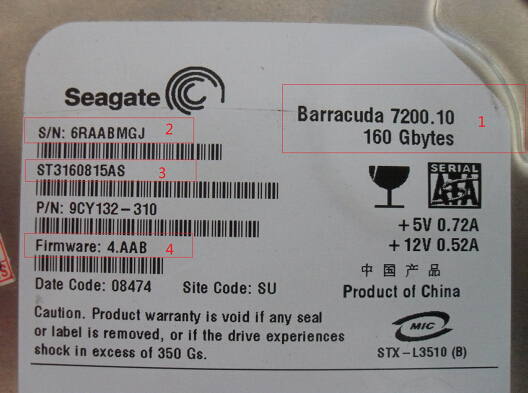 Seagate
Barracuda 7200.10
160 Gbytes
1
S/N: 6RAABMGJ
2
ST3160815AS
3
P/N: 9CY132-310
Firmware: 4.AAB
4
Date Code: 08474 Site Code: SU
SERIAL
ATA
+5V 0.72A
+12V 0.52A
中国产品
Product of China
Caution. Product warranty is void if any seal
or label is removed, or if the drive experiences
shock in excess of 350 Gs.
MIC
STX-L3510 (B)